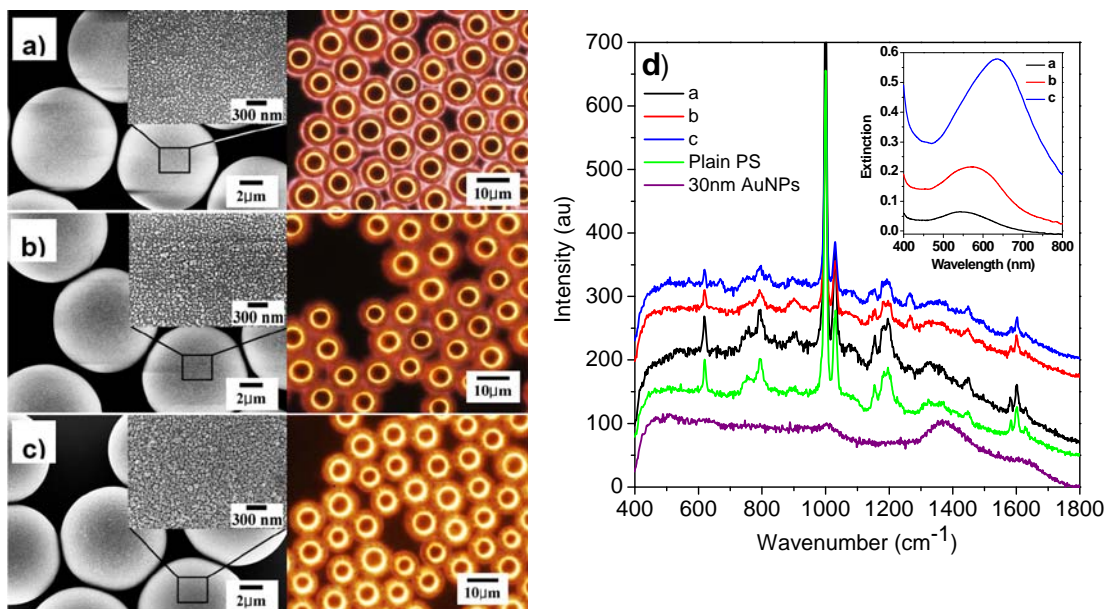 a)
300 nm
2μm
10μm
b)
300 nm
2μm
10μm
c)
300 nm
2μm
10μm
d)
a
b
c
Plain PS
30nm AuNPs
700
600
500
400
300
200
100
0
Intensity (au)
400 600 800 1000 1200 1400 1600 1800
Wavenumber (cm⁻¹)
a
b
c
0.6
0.5
0.4
0.3
0.2
0.1
0.0
Extinction
400 500 600 700 800
Wavelength (nm)